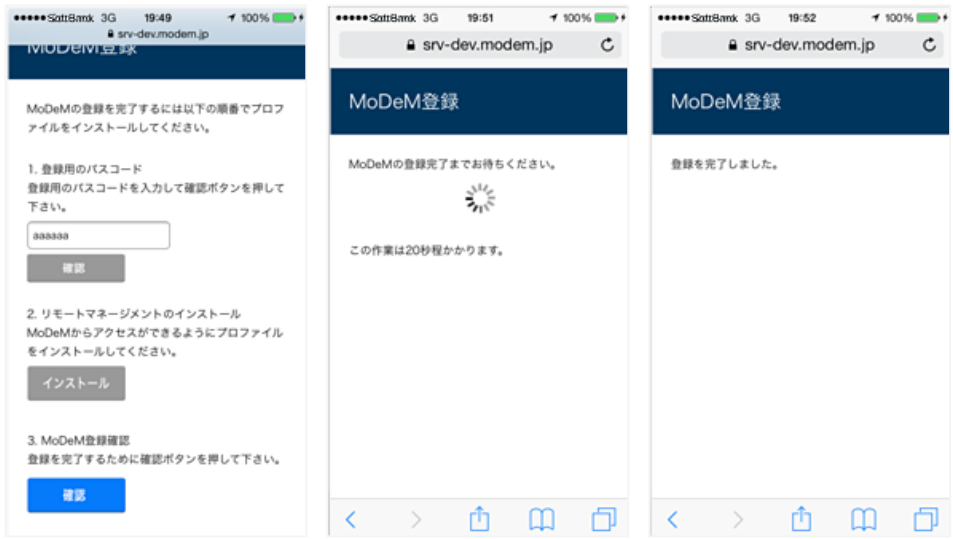 SoftBank 3G 19:49 100%
srv-dev.modem.jp
MoDeM登録
MoDeMの登録を完了するには以下の順番でプロフ
ァイルをインストールしてください。
1. 登録用のパスコード
登録用のパスコードを入力して確認ボタンを押して
下さい。
aaaaaa
確認
2. リモートマネージメントのインストール
MoDeMからアクセスができるようにプロファイル
をインストールしてください。
インストール
3. MoDeM登録確認
登録を完了するために確認ボタンを押して下さい。
確認
SoftBank 3G 19:51 100%
srv-dev.modem.jp
MoDeM登録
MoDeMの登録完了までお待ちください。
この作業は20秒程かかります。
SoftBank 3G 19:52 100%
srv-dev.modem.jp
MoDeM登録
登録を完了しました。